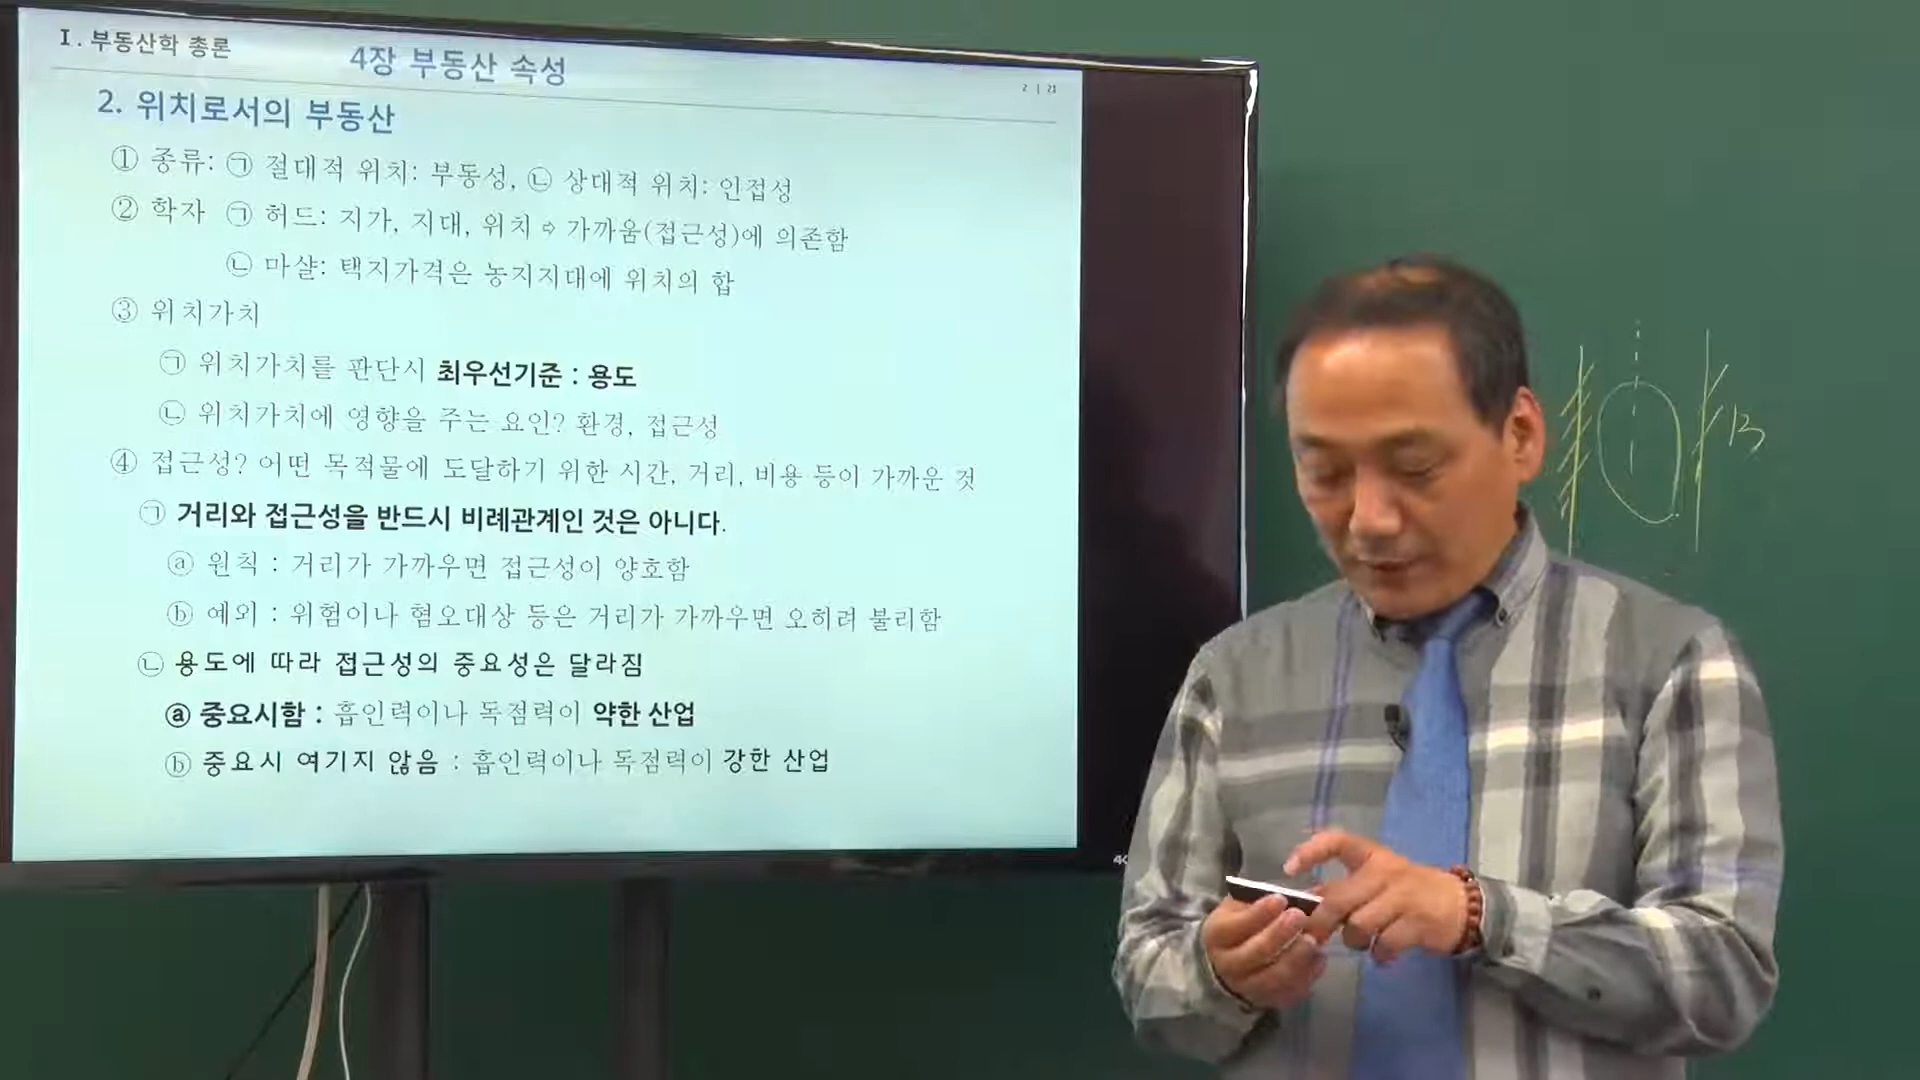 I. 부동산학 총론
4장 부동산 속성
2 | 21
2. 위치로서의 부동산
① 종류: ㉠ 절대적 위치: 부동성, ㉡ 상대적 위치: 인접성
② 학자 ㉠ 허드: 지가, 지대, 위치 ⇨ 가까움(접근성)에 의존함
㉡ 마샬: 택지가격은 농지지대에 위치의 합
③ 위치가치
㉠ 위치가치를 판단시 최우선기준 : 용도
㉡ 위치가치에 영향을 주는 요인? 환경, 접근성
④ 접근성? 어떤 목적물에 도달하기 위한 시간, 거리, 비용 등이 가까운 것
㉠ 거리와 접근성을 반드시 비례관계인 것은 아니다.
ⓐ 원칙 : 거리가 가까우면 접근성이 양호함
ⓑ 예외 : 위험이나 혐오대상 등은 거리가 가까우면 오히려 불리함
㉡ 용도에 따라 접근성의 중요성은 달라짐
ⓐ 중요시함 : 흡인력이나 독점력이 약한 산업
ⓑ 중요시 여기지 않음 : 흡인력이나 독점력이 강한 산업